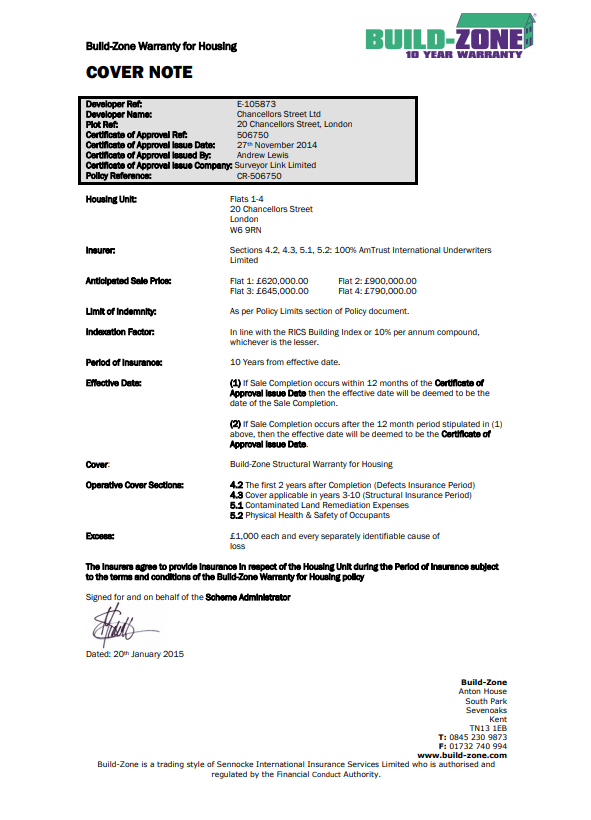 BUILD-ZONE
10 YEAR WARRANTY
Build-Zone Warranty for Housing
COVER NOTE
Developer Ref: E-105873
Developer Name: Chancellors Street Ltd
Plot Ref: 20 Chancellors Street, London
Certificate of Approval Ref: 506750
Certificate of Approval Issue Date: 27th November 2014
Certificate of Approval Issued By: Andrew Lewis
Certificate of Approval Issue Company: Surveyor Link Limited
Policy Reference: CR-506750
Housing Unit: Flats 1-4
20 Chancellors Street
London
W6 9RN
Insurer: Sections 4.2, 4.3, 5.1, 5.2: 100% AmTrust International Underwriters
Limited
Anticipated Sale Price: Flat 1: £620,000.00 Flat 2: £900,000.00
Flat 3: £645,000.00 Flat 4: £790,000.00
Limit of Indemnity: As per Policy Limits section of Policy document.
Indexation Factor: In line with the RICS Building Index or 10% per annum compound,
whichever is the lesser.
Period of Insurance: 10 Years from effective date.
Effective Date: (1) If Sale Completion occurs within 12 months of the Certificate of
Approval Issue Date then the effective date will be deemed to be the
date of the Sale Completion.
(2) If Sale Completion occurs after the 12 month period stipulated in (1)
above, then the effective date will be deemed to be the Certificate of
Approval Issue Date.
Cover: Build-Zone Structural Warranty for Housing
Operative Cover Sections: 4.2 The first 2 years after Completion (Defects Insurance Period)
4.3 Cover applicable in years 3-10 (Structural Insurance Period)
5.1 Contaminated Land Remediation Expenses
5.2 Physical Health & Safety of Occupants
Excess: £1,000 each and every separately identifiable cause of
loss
The Insurers agree to provide insurance in respect of the Housing Unit during the Period of Insurance subject
to the terms and conditions of the Build-Zone Warranty for Housing policy
Signed for and on behalf of the Scheme Administrator
Dated: 20th January 2015
Build-Zone
Anton House
South Park
Sevenoaks
Kent
TN13 1EB
T: 0845 230 9873
F: 01732 740 994
www.build-zone.com
Build-Zone is a trading style of Sennocke International Insurance Services Limited who is authorised and
regulated by the Financial Conduct Authority.